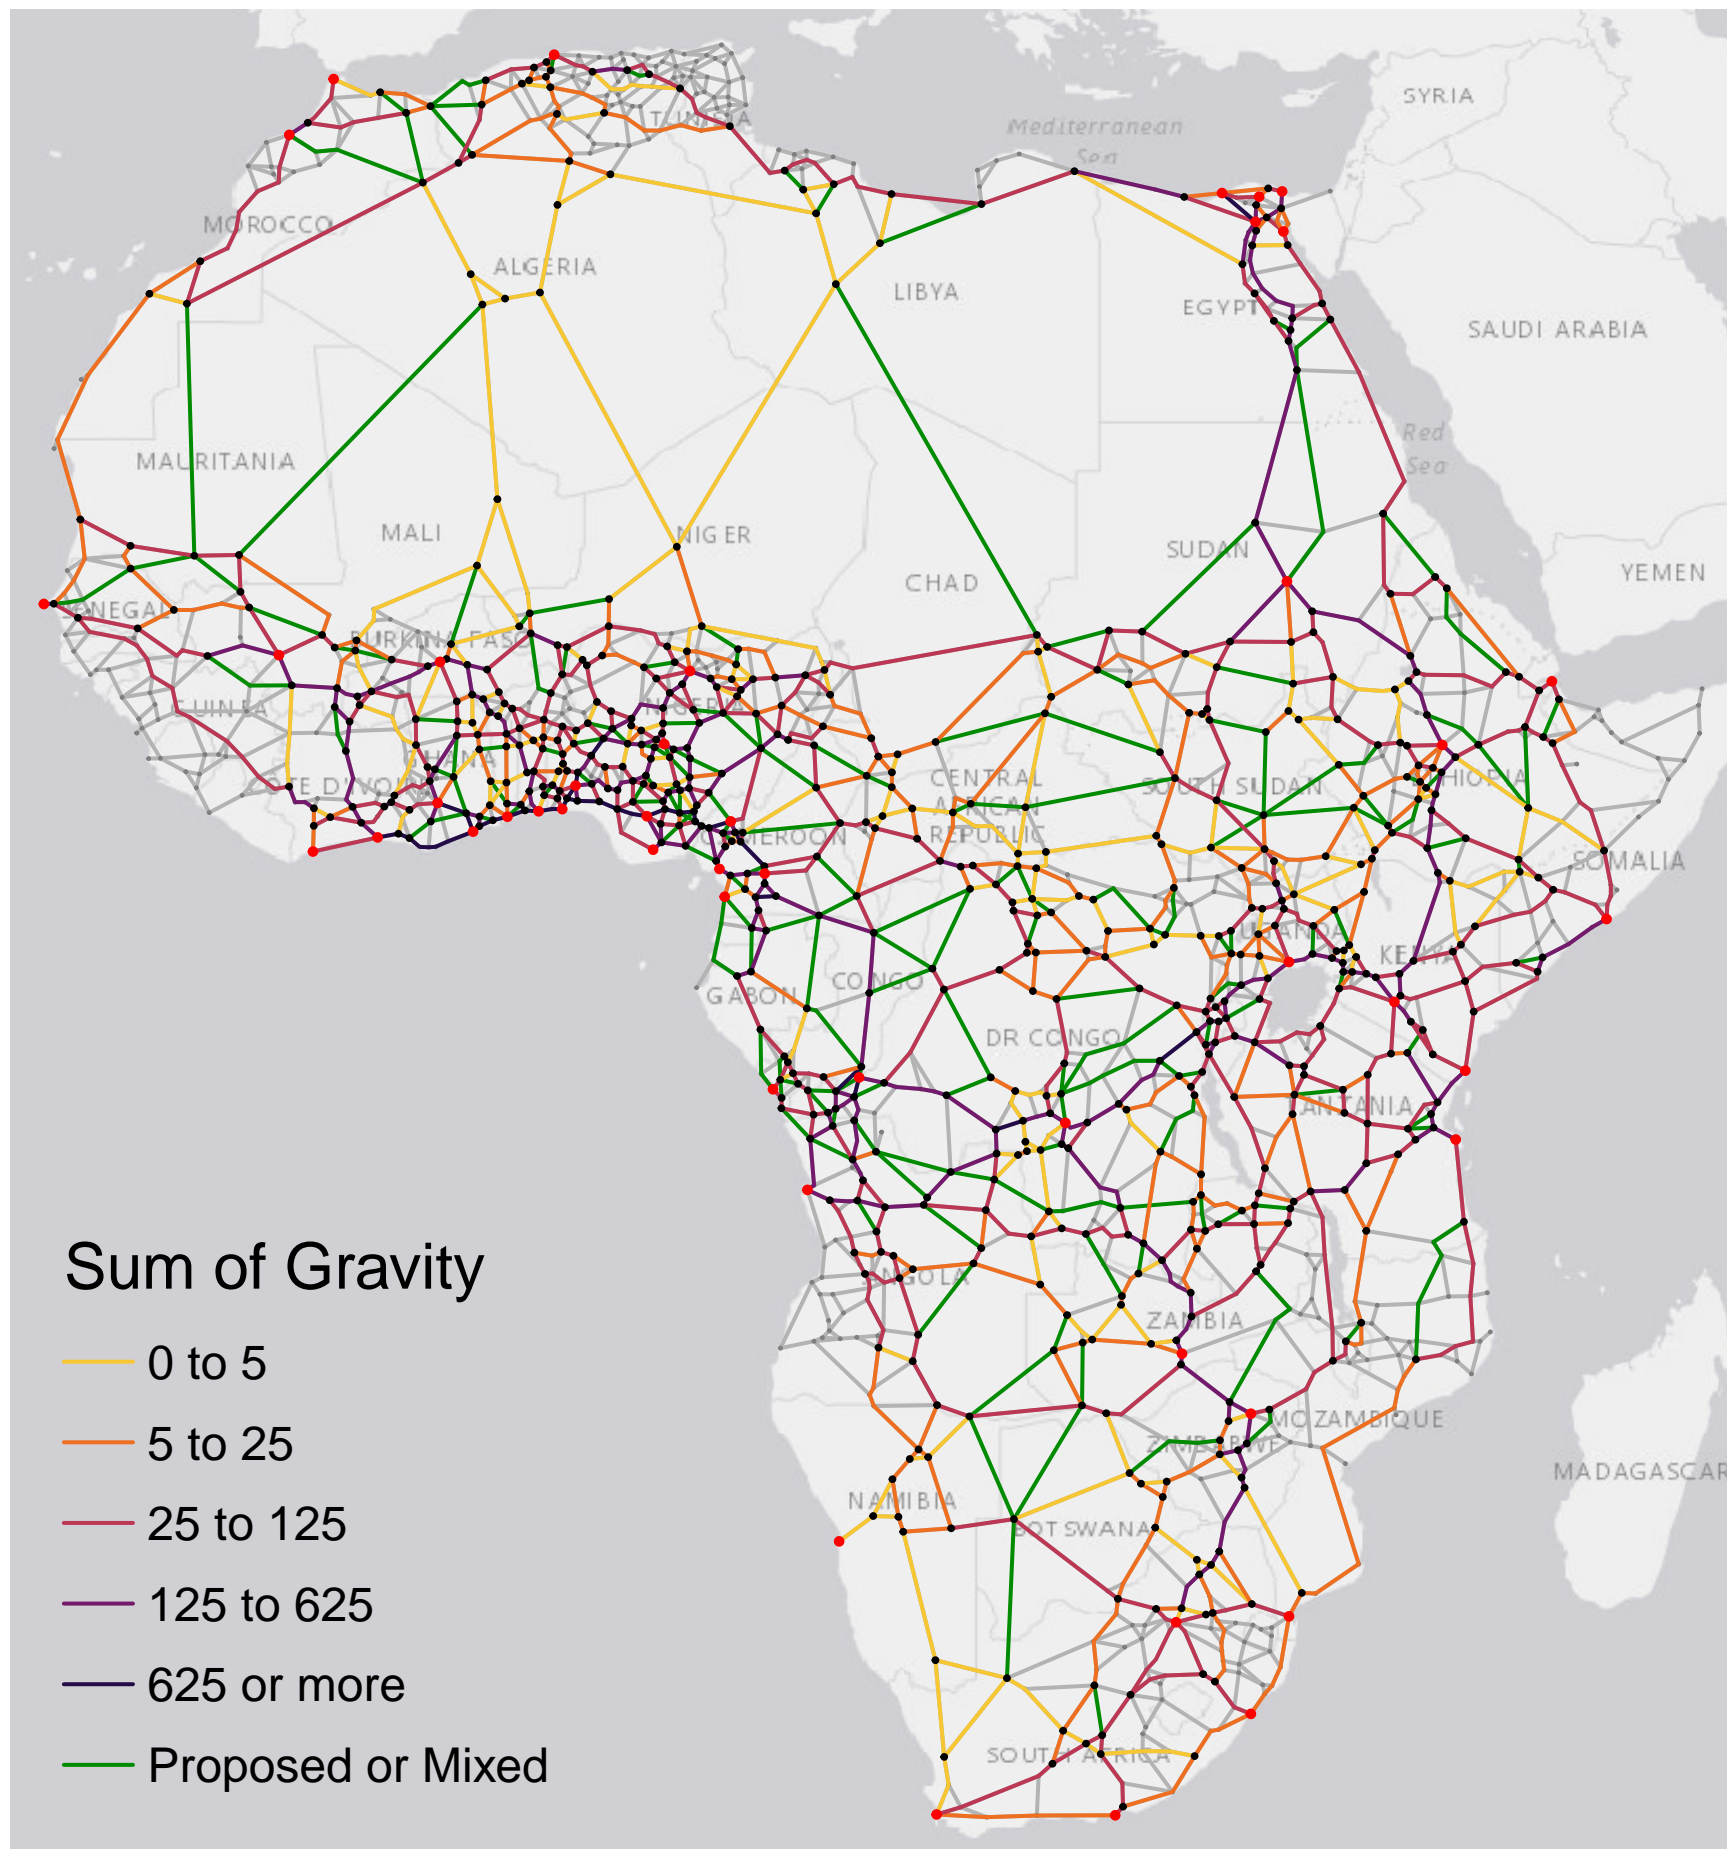 SYRIA
TUNISIA
Mediterranean
Sea
MOROCCO
ALGERIA
LIBYA
EGYPT
SAUDI ARABIA
Red
Sea
MAURITANIA
MALI
NIGER
CHAD
SUDAN
YEMEN
SENEGAL
BURKINA FASO
GUINEA
NIGERIA
GHANA
CÔTE D'IVOIRE
CENTRAL
AFRICAN
REPUBLIC
SOUTH SUDAN
ETHIOPIA
CAMEROON
SOMALIA
UGANDA
KENYA
GABON
CONGO
DR CONGO
TANZANIA
ANGOLA
ZAMBIA
MOZAMBIQUE
ZIMBABWE
MADAGASCAR
NAMIBIA
BOTSWANA
SOUTH AFRICA
Sum of Gravity
0 to 5
5 to 25
25 to 125
125 to 625
625 or more
Proposed or Mixed